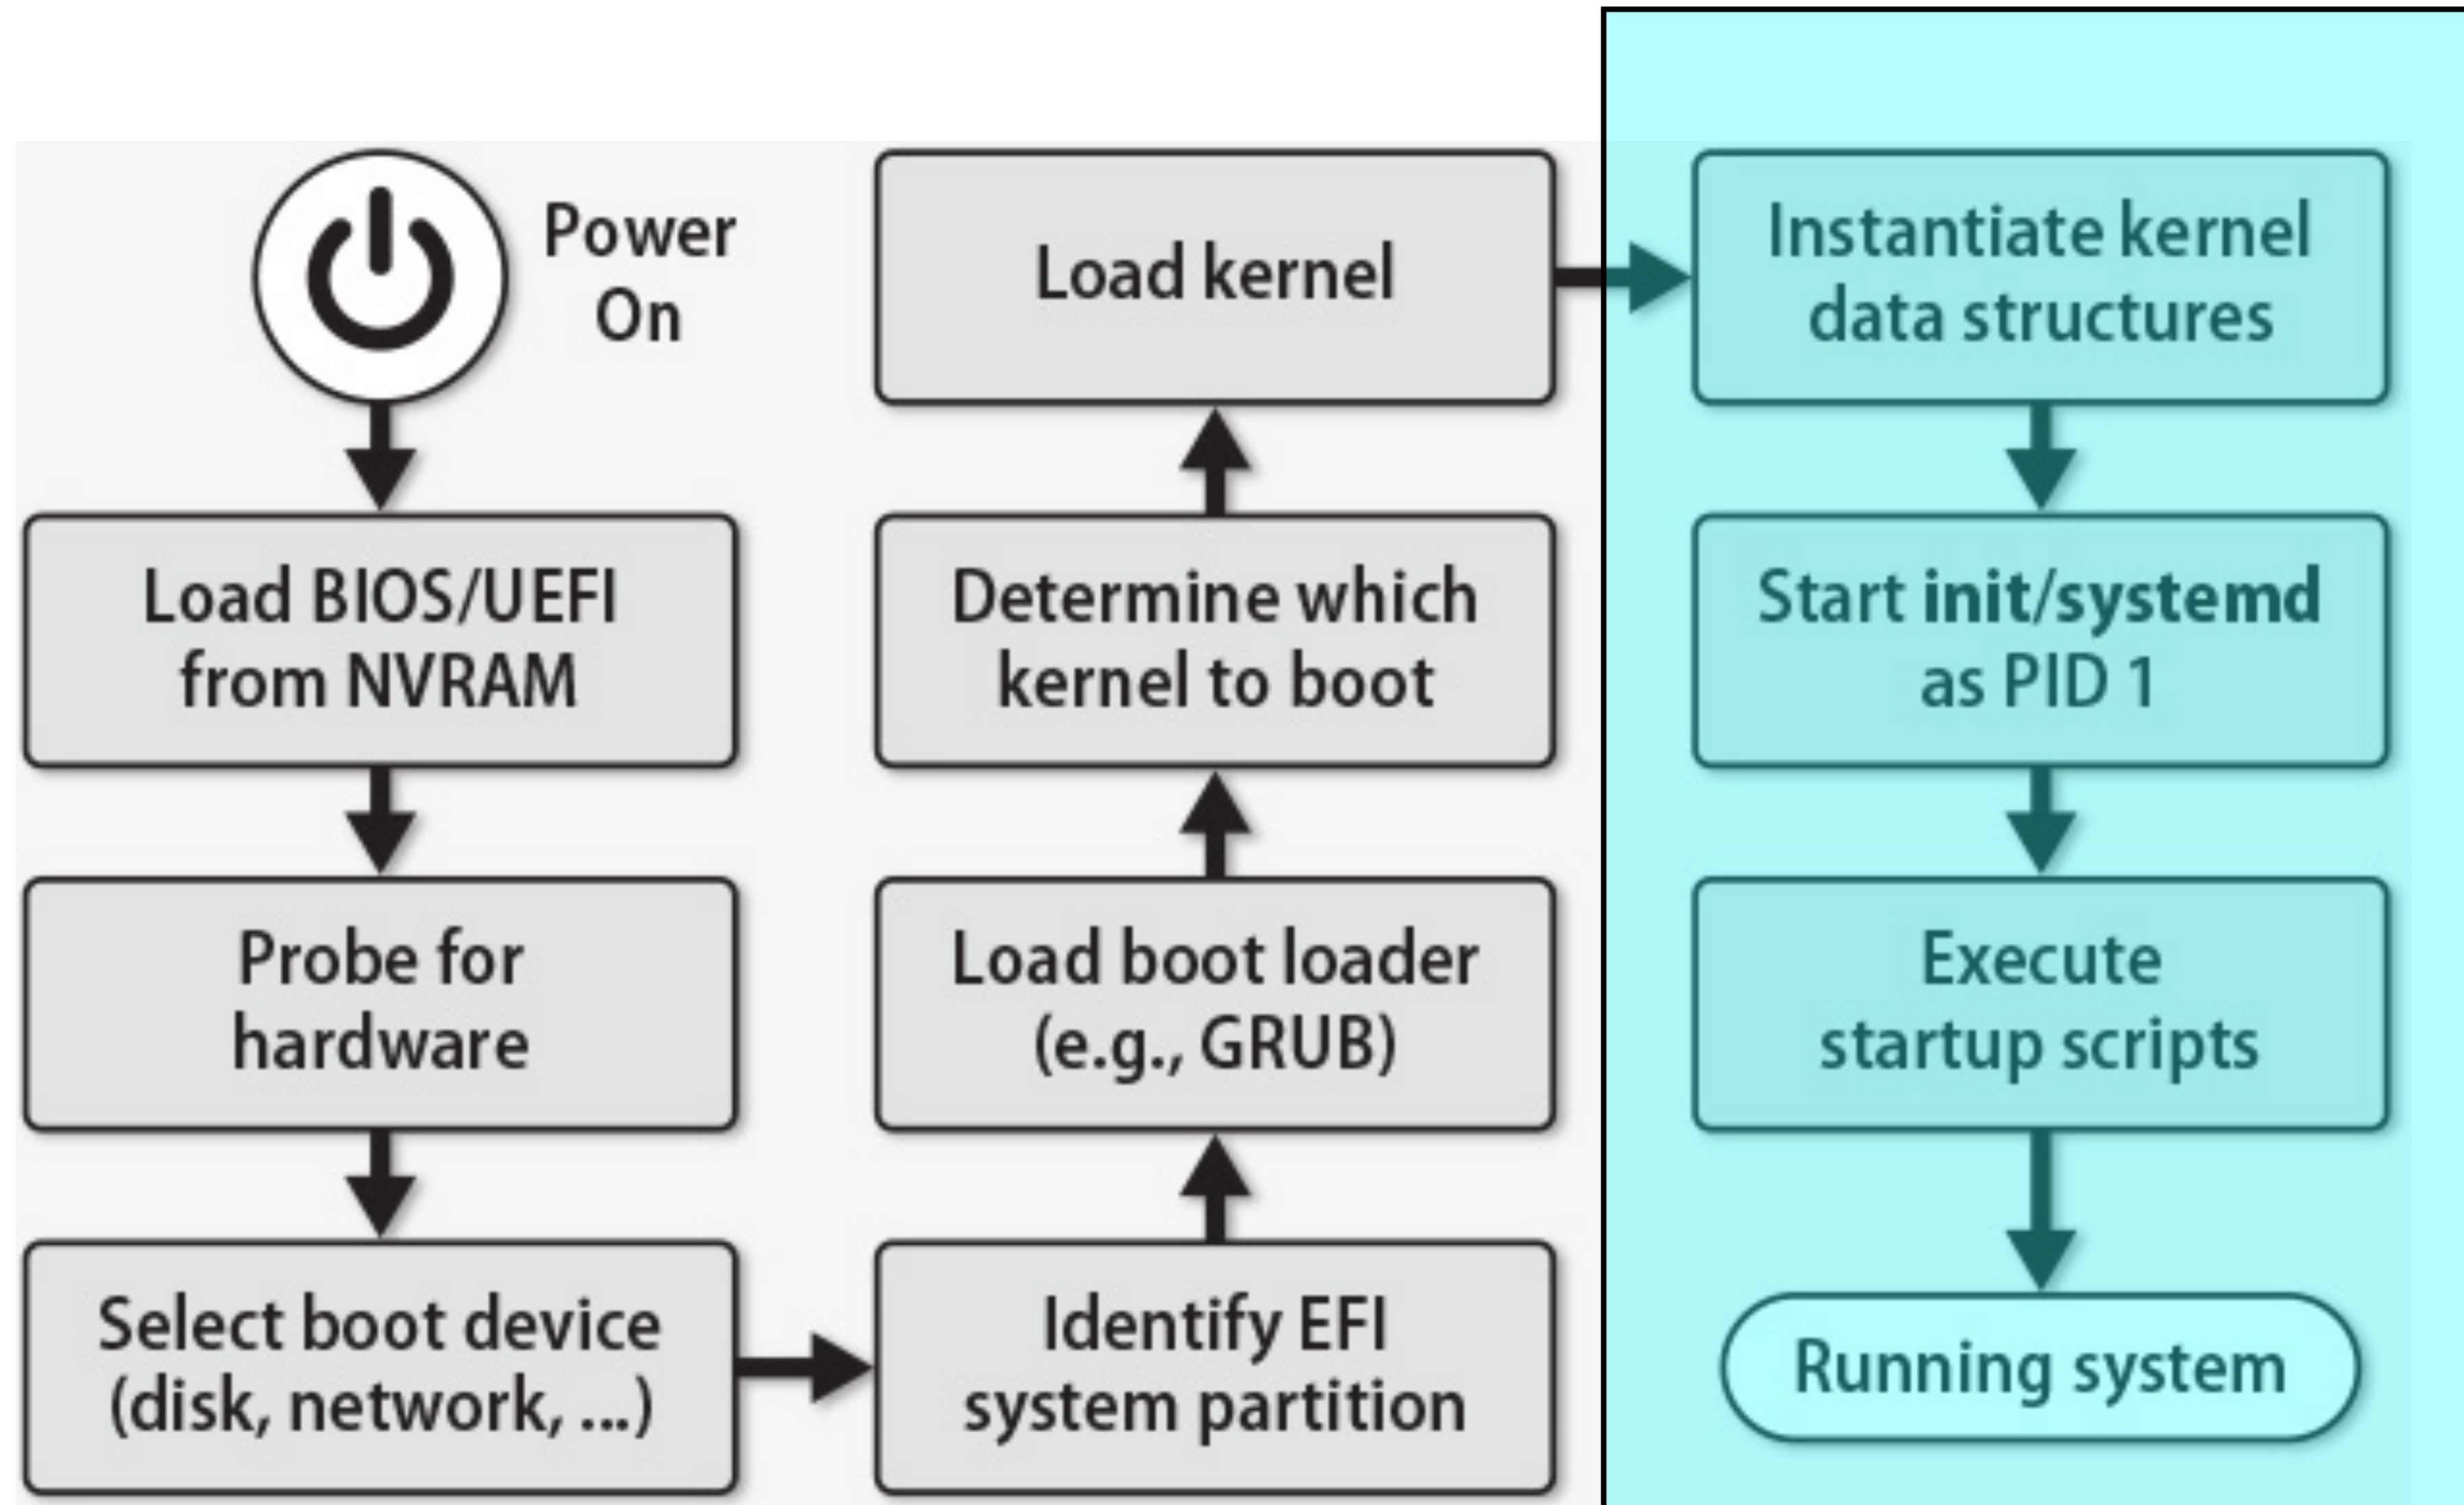 Power
On
Load BIOS/UEFI
from NVRAM
Probe for
hardware
Select boot device
(disk, network, ...)
Identify EFI
system partition
Load boot loader
(e.g., GRUB)
Determine which
kernel to boot
Load kernel
Instantiate kernel
data structures
Start init/systemd
as PID 1
Execute
startup scripts
Running system